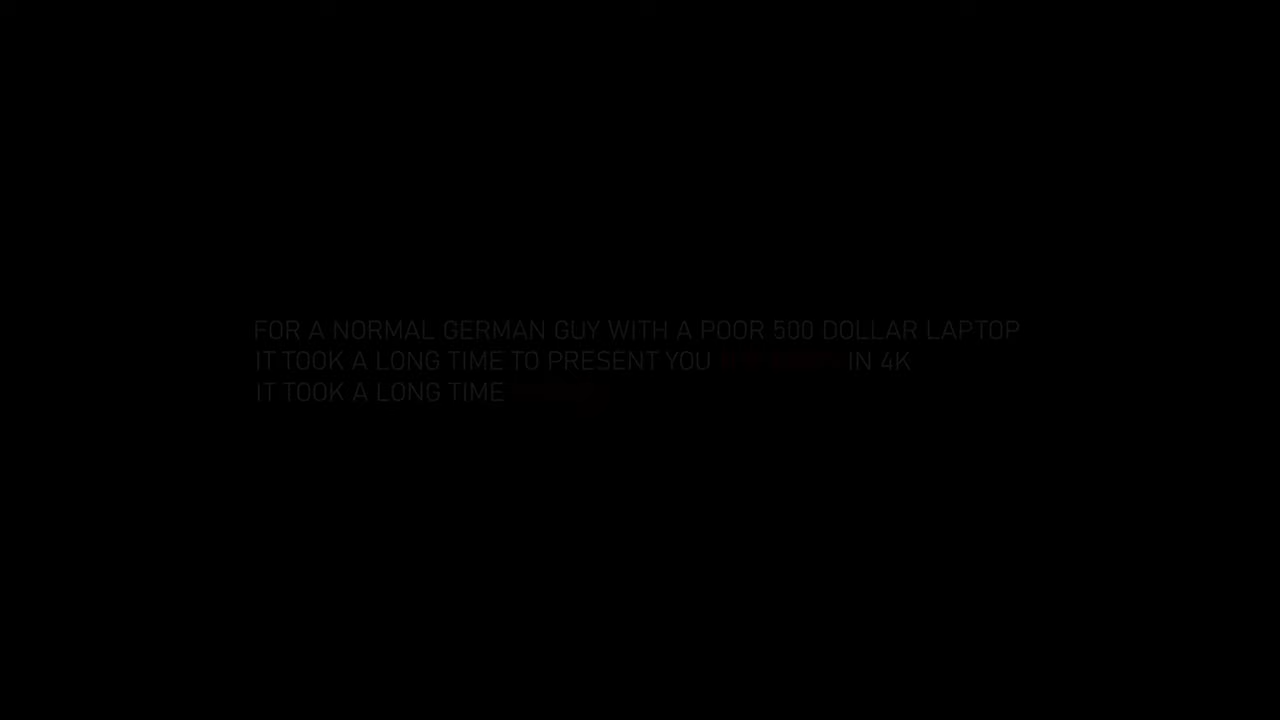 FOR A NORMAL GERMAN GUY WITH A POOR 500 DOLLAR LAPTOP
IT TOOK A LONG TIME TO PRESENT YOU IN 4K
IT TOOK A LONG TIME